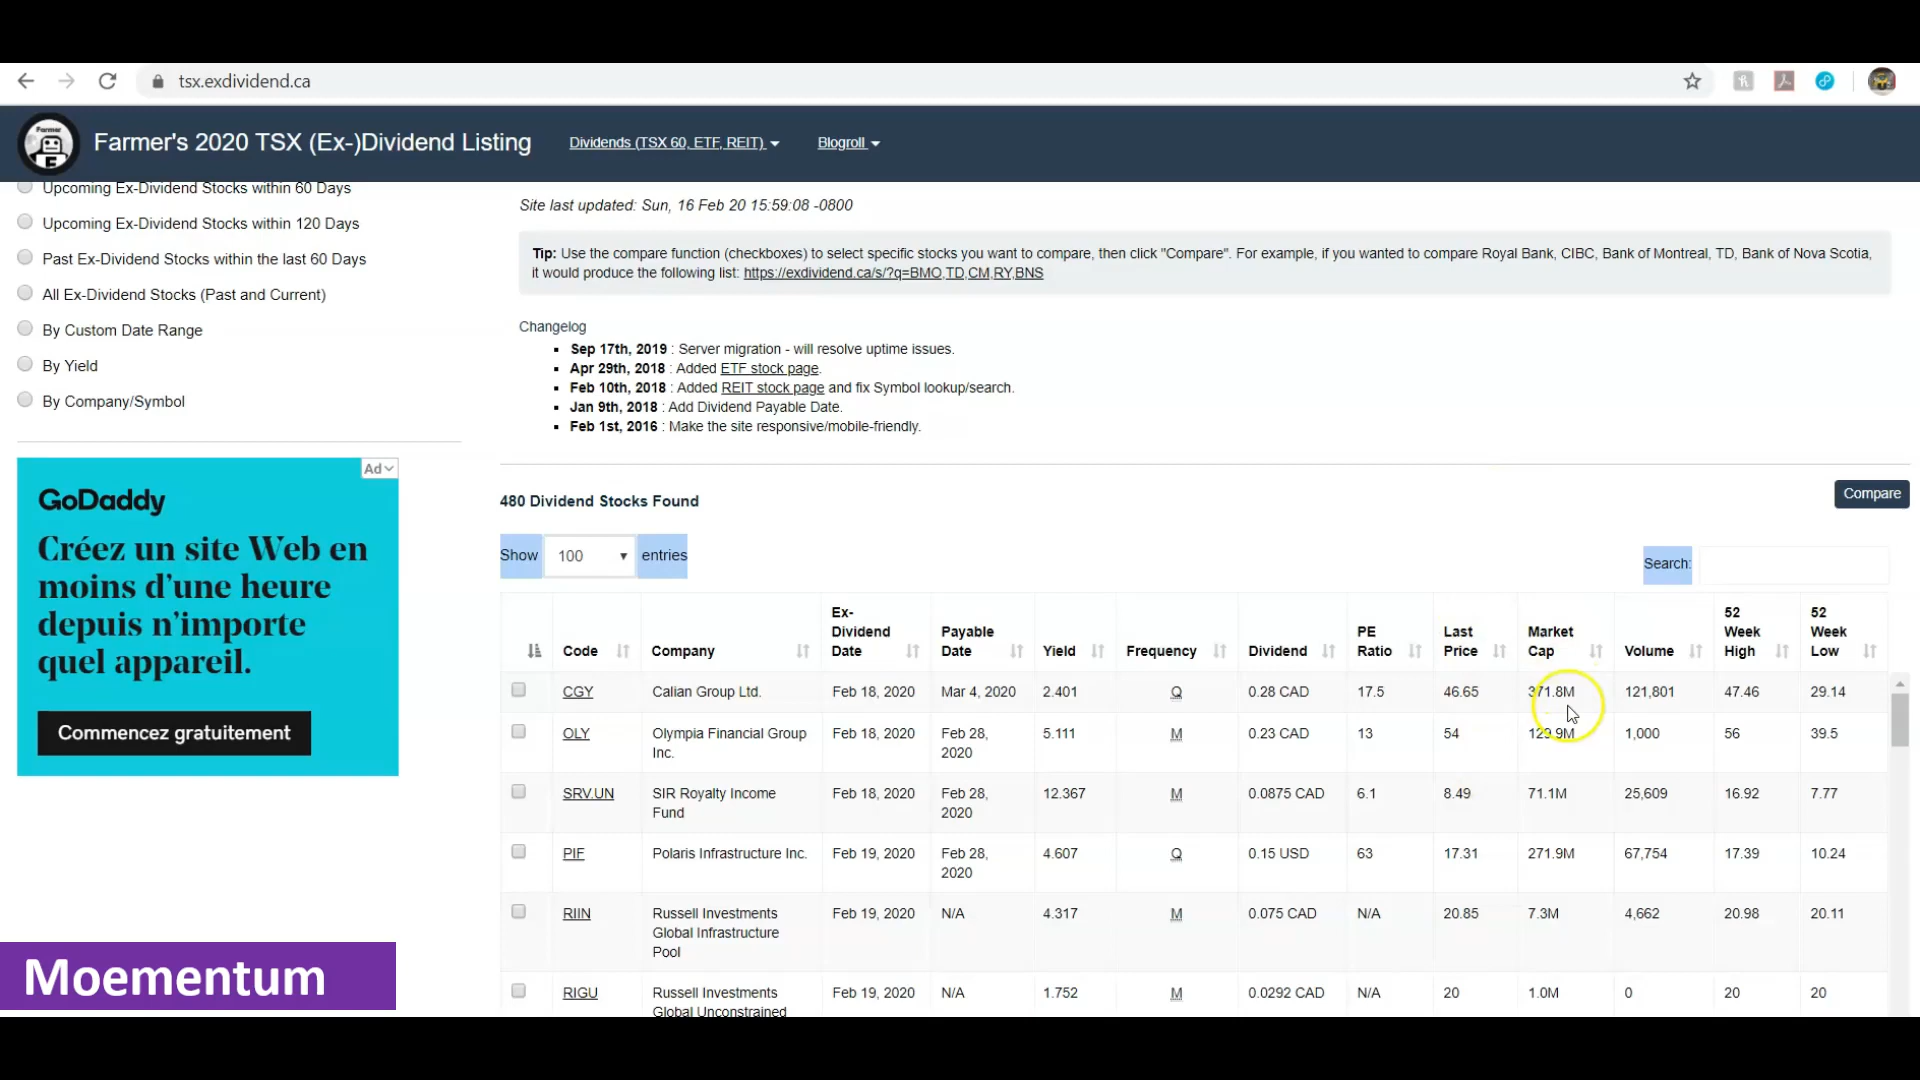 tsx.exdividend.ca
Farmer
Farmer's 2020 TSX (Ex-)Dividend Listing
Dividends (TSX 60, ETF, REIT)
Blogroll
Upcoming Ex-Dividend Stocks within 60 Days
Upcoming Ex-Dividend Stocks within 120 Days
Past Ex-Dividend Stocks within the last 60 Days
All Ex-Dividend Stocks (Past and Current)
By Custom Date Range
By Yield
By Company/Symbol
Ad
GoDaddy
Créez un site Web en
moins d'une heure
depuis n'importe
quel appareil.
Commencez gratuitement
Moementum
Site last updated: Sun, 16 Feb 20 15:59:08 -0800
Tip: Use the compare function (checkboxes) to select specific stocks you want to compare, then click "Compare". For example, if you wanted to compare Royal Bank, CIBC, Bank of Montreal, TD, Bank of Nova Scotia,
it would produce the following list: https://exdividend.ca/s/?q=BMO,TD,CM,RY,BNS
Changelog
Sep 17th, 2019 : Server migration - will resolve uptime issues.
Apr 29th, 2018 : Added ETF stock page.
Feb 10th, 2018 : Added REIT stock page and fix Symbol lookup/search.
Jan 9th, 2018 : Add Dividend Payable Date.
Feb 1st, 2016 : Make the site responsive/mobile-friendly.
480 Dividend Stocks Found
Compare
Show 100 entries
Search:
Code Company Ex-Dividend Date Payable Date Yield Frequency Dividend PE Ratio Last Price Market Cap Volume 52 Week High 52 Week Low
CGY Calian Group Ltd. Feb 18, 2020 Mar 4, 2020 2.401 Q 0.28 CAD 17.5 46.65 371.8M 121,801 47.46 29.14
OLY Olympia Financial Group Inc. Feb 18, 2020 Feb 28, 2020 5.111 M 0.23 CAD 13 54 129.9M 1,000 56 39.5
SRV.UN SIR Royalty Income Fund Feb 18, 2020 Feb 28, 2020 12.367 M 0.0875 CAD 6.1 8.49 71.1M 25,609 16.92 7.77
PIF Polaris Infrastructure Inc. Feb 19, 2020 Feb 28, 2020 4.607 Q 0.15 USD 63 17.31 271.9M 67,754 17.39 10.24
RIIN Russell Investments Global Infrastructure Pool Feb 19, 2020 N/A 4.317 M 0.075 CAD N/A 20.85 7.3M 4,662 20.98 20.11
RIGU Russell Investments Global Unconstrained Feb 19, 2020 N/A 1.752 M 0.0292 CAD N/A 20 1.0M 0 20 20